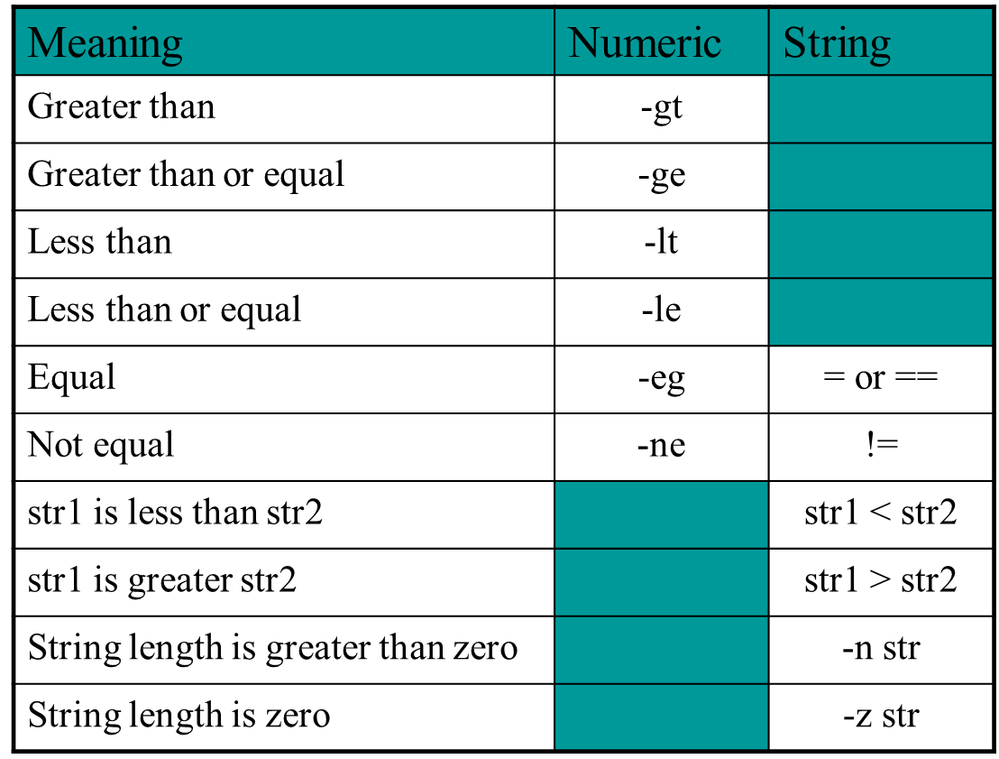 Meaning Numeric String
Greater than -gt
Greater than or equal -ge
Less than -lt
Less than or equal -le
Equal -eg = or ==
Not equal -ne !=
str1 is less than str2 str1 < str2
str1 is greater str2 str1 > str2
String length is greater than zero -n str
String length is zero -z str